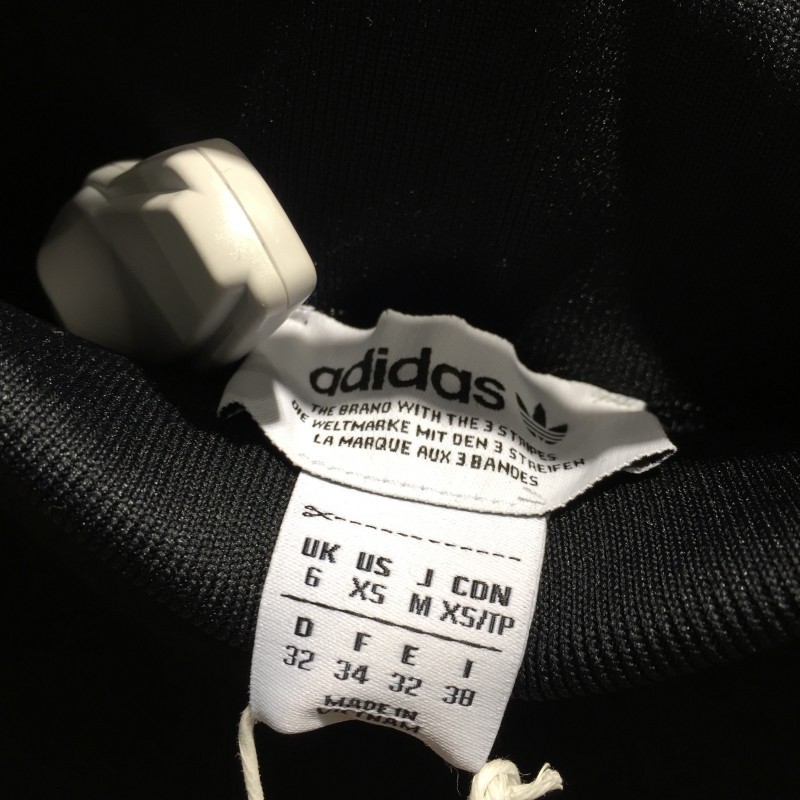 adidas
THE BRAND WITH THE 3 STRIPES
DIE WELTMARKE MIT DEN 3 STREIFEN
LA MARQUE AUX 3 BANDES
UK US J CDN
6 XS M XS/TP
D F E I
32 34 32 38
MADE IN
VIETNAM